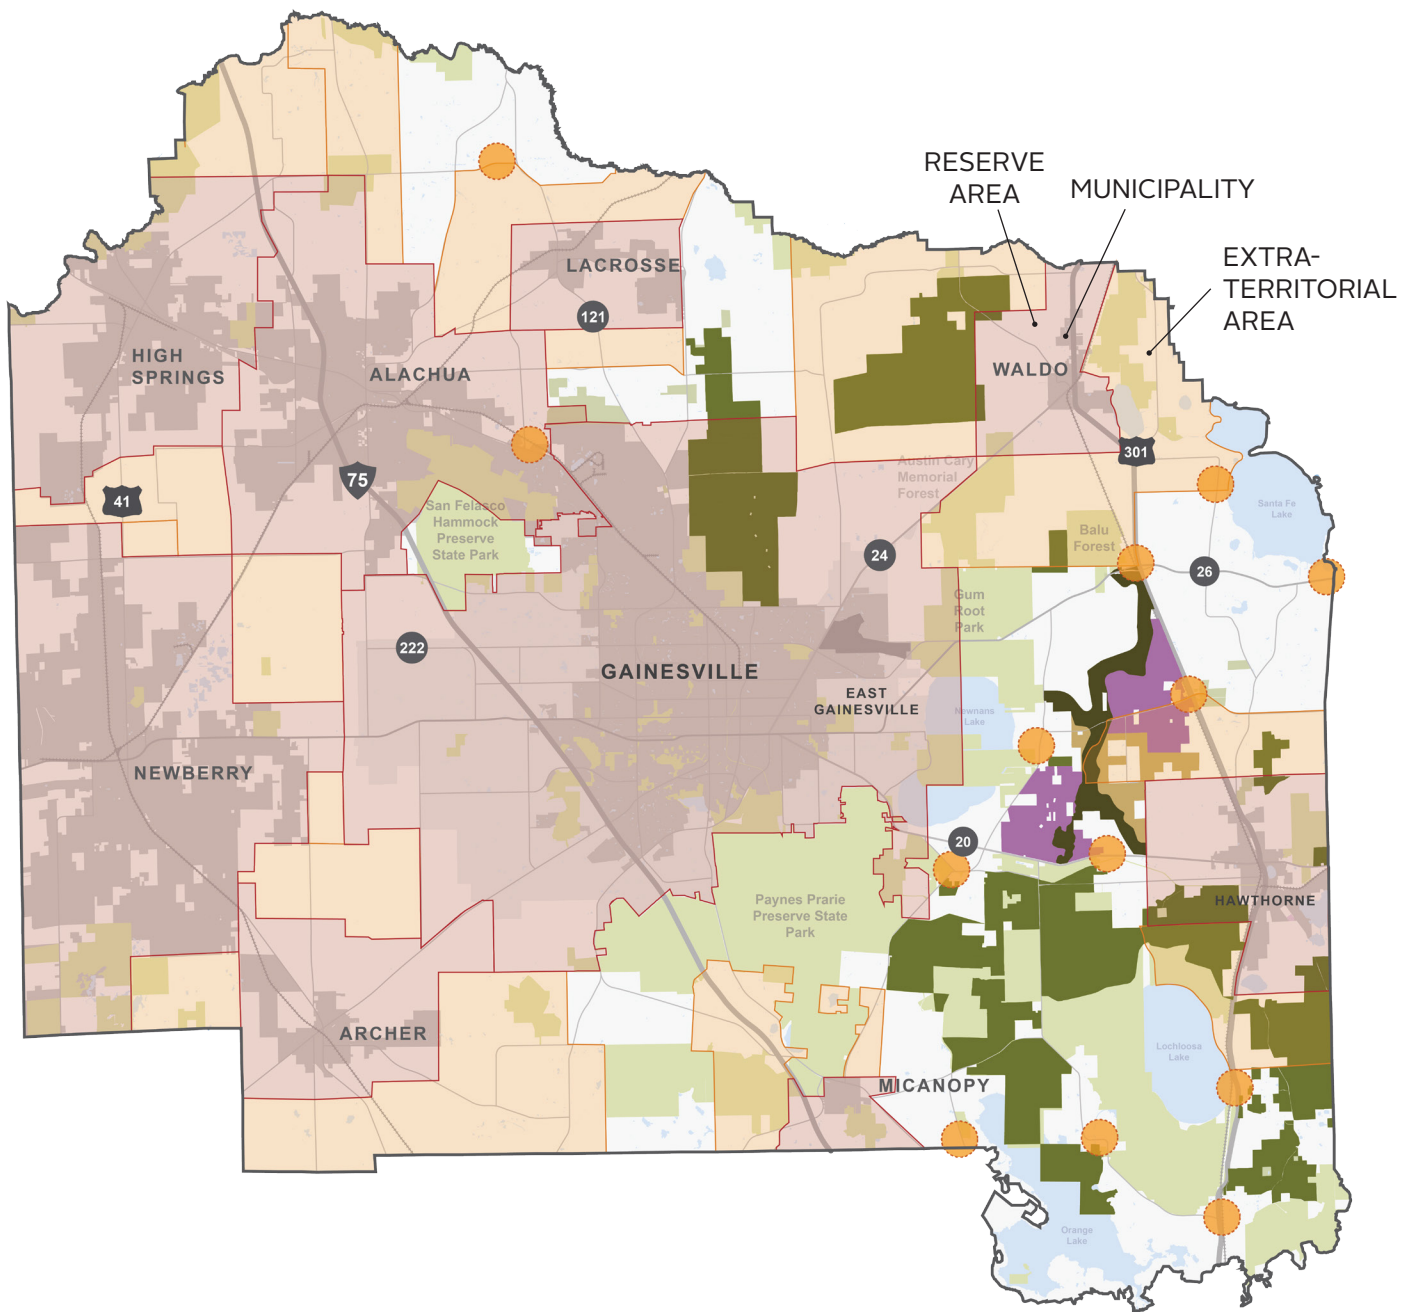 RESERVE
AREA
MUNICIPALITY
EXTRA-
TERRITORIAL
AREA
LACROSSE
121
HIGH
SPRINGS
ALACHUA
WALDO
301
75
41
Austin Cary
Memorial
Forest
San Felasco
Hammock
Preserve
State Park
Santa Fe
Lake
Balu
Forest
24
26
Gum
Root
Park
222
GAINESVILLE
EAST
GAINESVILLE
Newnans
Lake
NEWBERRY
20
Paynes Prarie
Preserve State
Park
HAWTHORNE
ARCHER
Lochloosa
Lake
MICANOPY
Orange
Lake